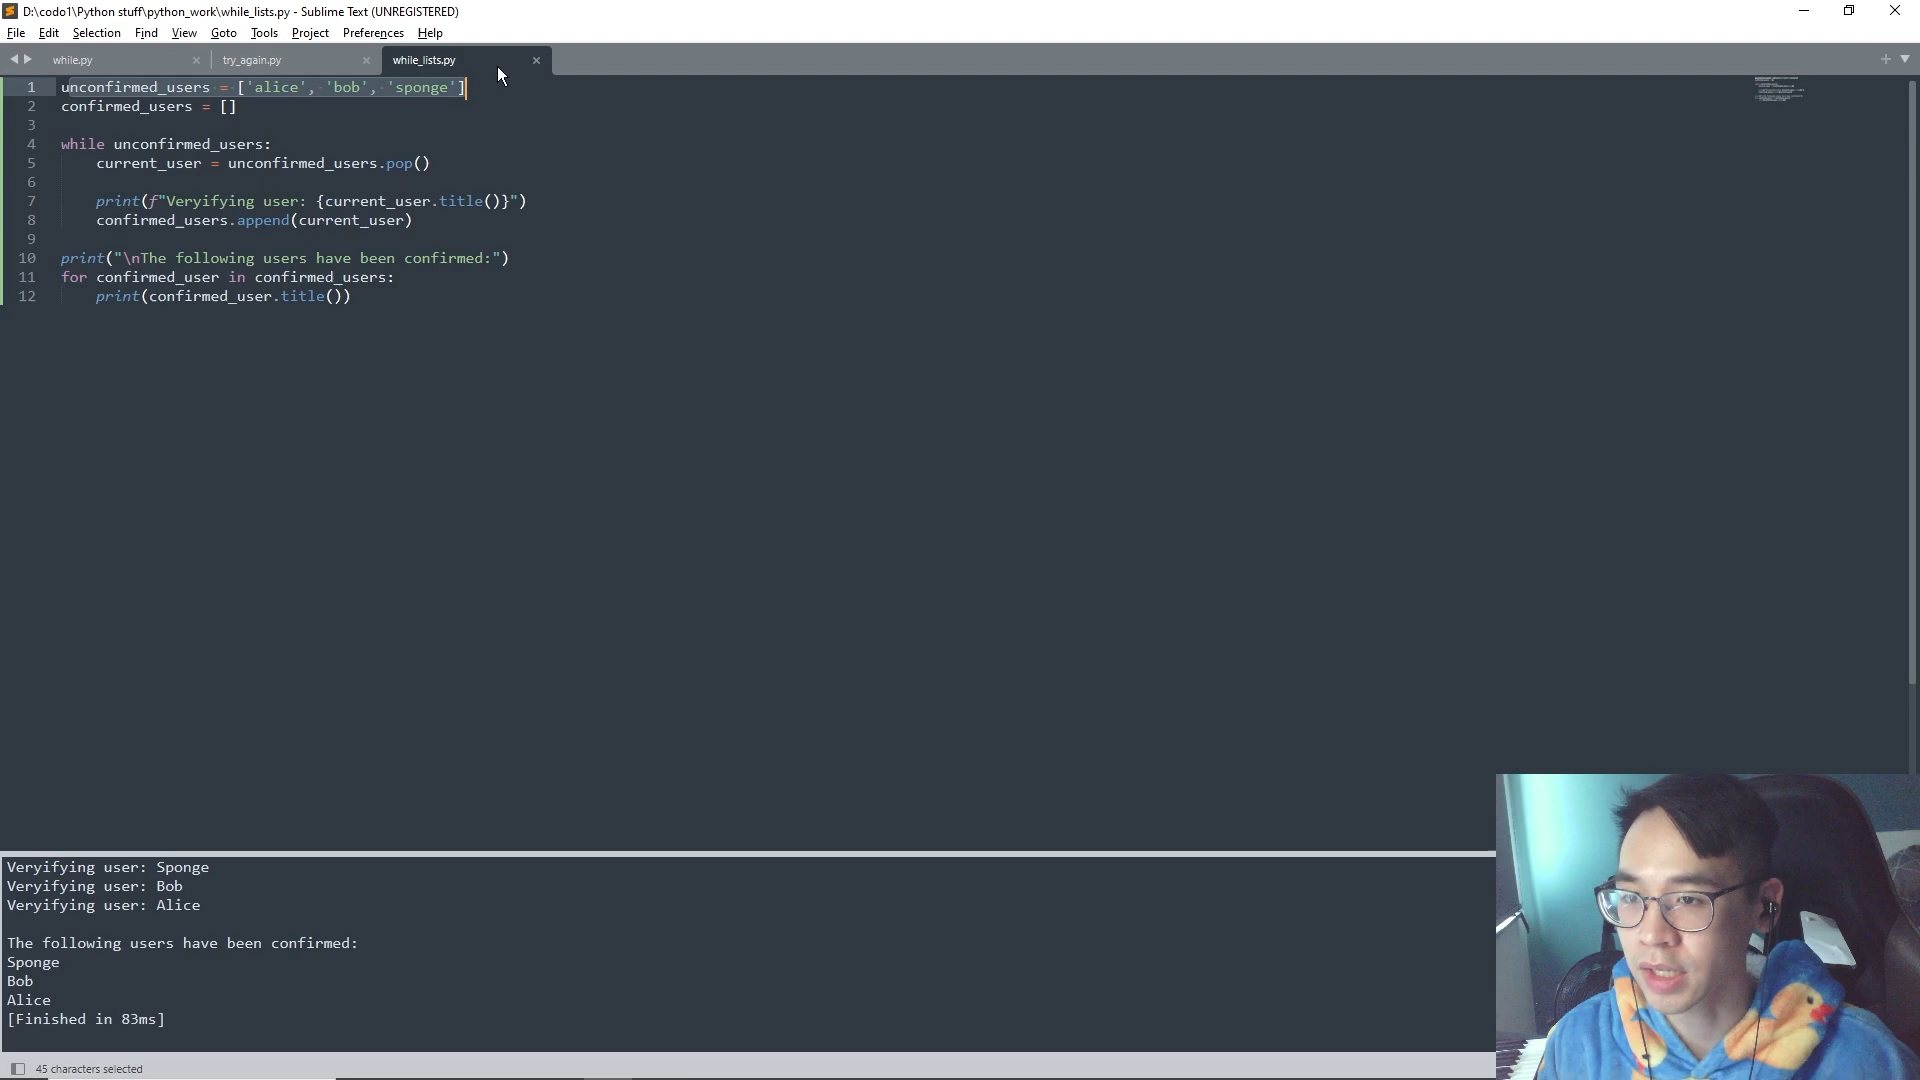 D:\codo1\Python stuff\python_work\while_lists.py - Sublime Text (UNREGISTERED)
File Edit Selection Find View Goto Tools Project Preferences Help
while.py × try_again.py × while_lists.py ×
1 unconfirmed_users = ['alice', 'bob', 'sponge']
2 confirmed_users = []
3
4 while unconfirmed_users:
5 current_user = unconfirmed_users.pop()
6
7 print(f"Veryifying user: {current_user.title()}")
8 confirmed_users.append(current_user)
9
10 print("\nThe following users have been confirmed:")
11 for confirmed_user in confirmed_users:
12 print(confirmed_user.title())
Veryifying user: Sponge
Veryifying user: Bob
Veryifying user: Alice
The following users have been confirmed:
Sponge
Bob
Alice
[Finished in 83ms]
45 characters selected